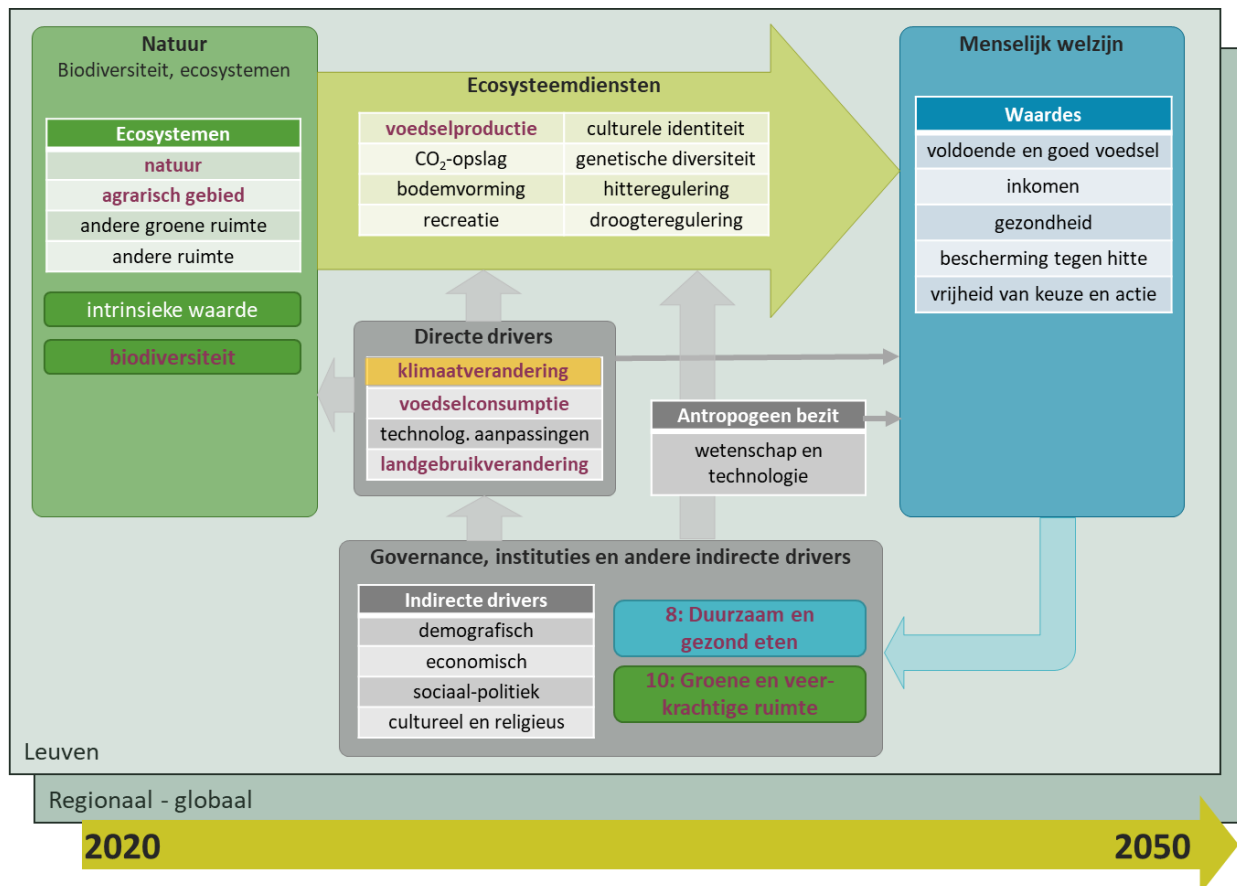 Natuur
Biodiversiteit, ecosystemen
Ecosystemen
natuur
agrarisch gebied
andere groene ruimte
andere ruimte
intrinsieke waarde
biodiversiteit
Ecosysteemdiensten
voedselproductie
culturele identiteit
CO₂-opslag
genetische diversiteit
bodemvorming
hitteregulering
recreatie
droogteregulering
Menselijk welzijn
Waardes
voldoende en goed voedsel
inkomen
gezondheid
bescherming tegen hitte
vrijheid van keuze en actie
Directe drivers
klimaatverandering
voedselconsumptie
technolog. aanpassingen
landgebruikverandering
Antropogeen bezit
wetenschap en
technologie
Governance, instituties en andere indirecte drivers
Indirecte drivers
demografisch
economisch
sociaal-politiek
cultureel en religieus
8: Duurzaam en
gezond eten
10: Groene en veer-
krachtige ruimte
Leuven
Regionaal - globaal
2020
2050